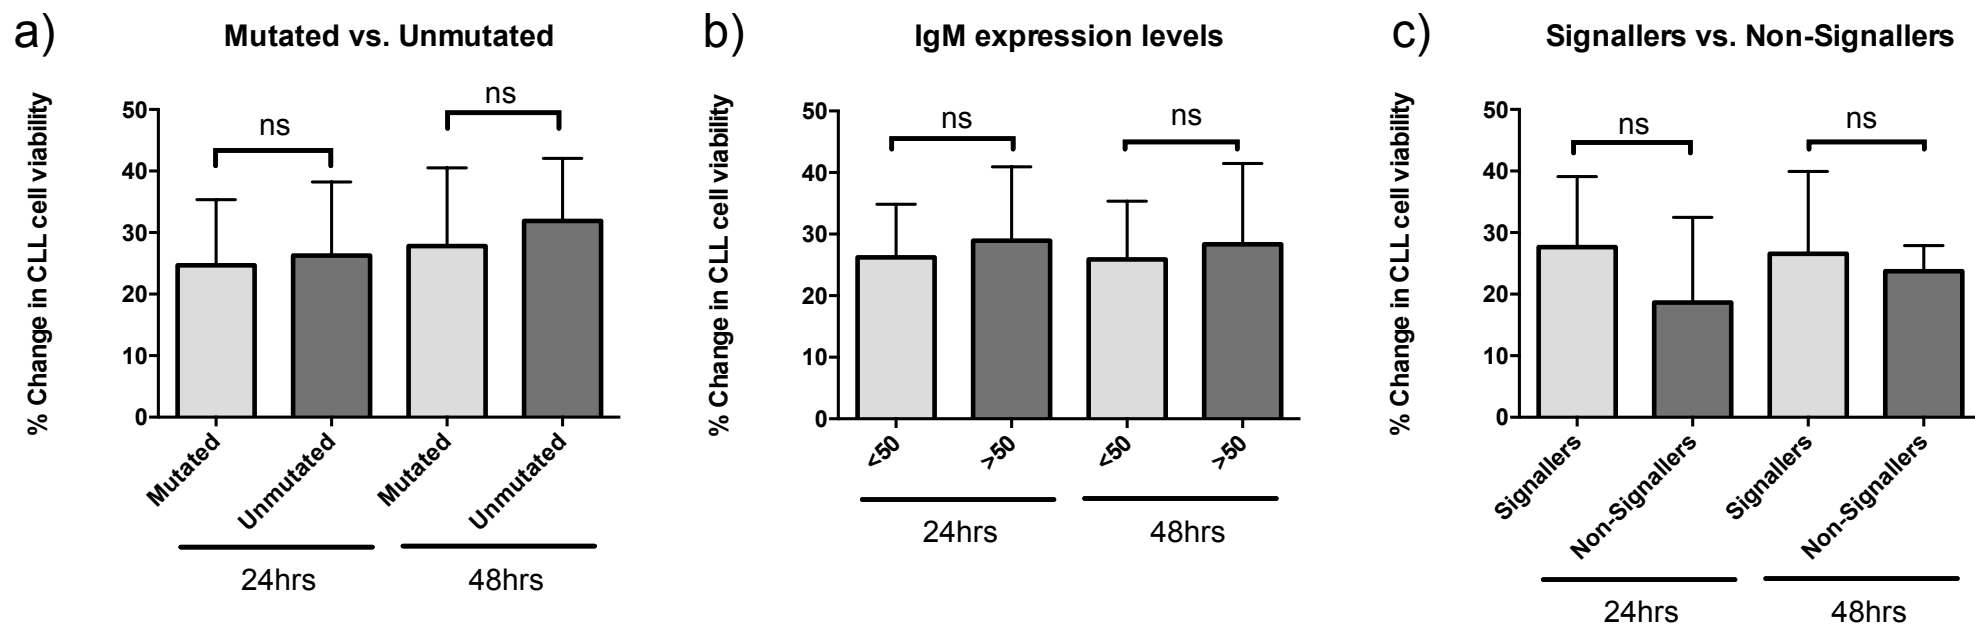 a)
Mutated vs. Unmutated
% Change in CLL cell viability
50
40
30
20
10
0
ns
ns
Mutated
Unmutated
Mutated
Unmutated
24hrs
48hrs
b)
IgM expression levels
% Change in CLL cell viability
50
40
30
20
10
0
ns
ns
<50
>50
<50
>50
24hrs
48hrs
c)
Signallers vs. Non-Signallers
% Change in CLL cell viability
50
40
30
20
10
0
ns
ns
Signallers
Non-Signallers
Signallers
Non-Signallers
24hrs
48hrs